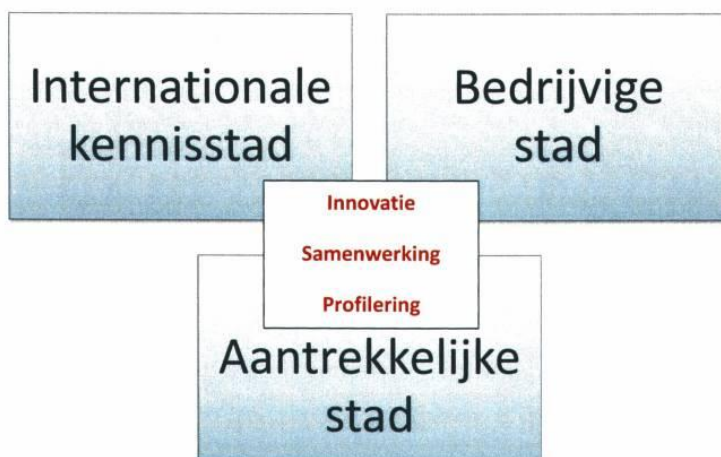 Internationale
kennisstad
Bedrijvige
stad
Innovatie
Samenwerking
Profilering
Aantrekkelijke
stad